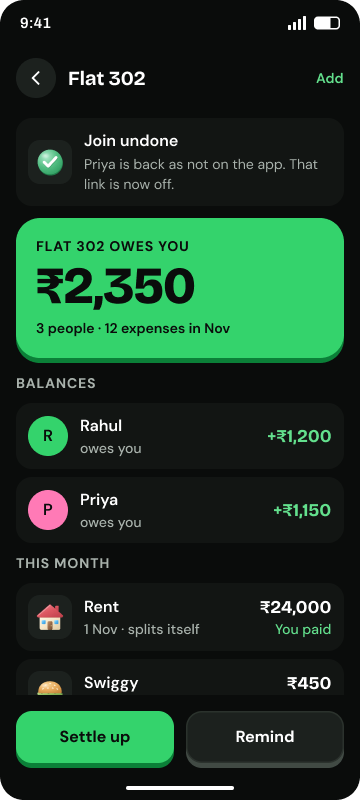 9:41
Flat 302
Add
Join undone
Priya is back as not on the app. That
link is now off.
FLAT 302 OWES YOU
₹2,350
3 people · 12 expenses in Nov
BALANCES
R
Rahul
owes you
+₹1,200
P
Priya
owes you
+₹1,150
THIS MONTH
Rent
₹24,000
1 Nov · splits itself
You paid
Swiggy
₹450
Settle up
Remind